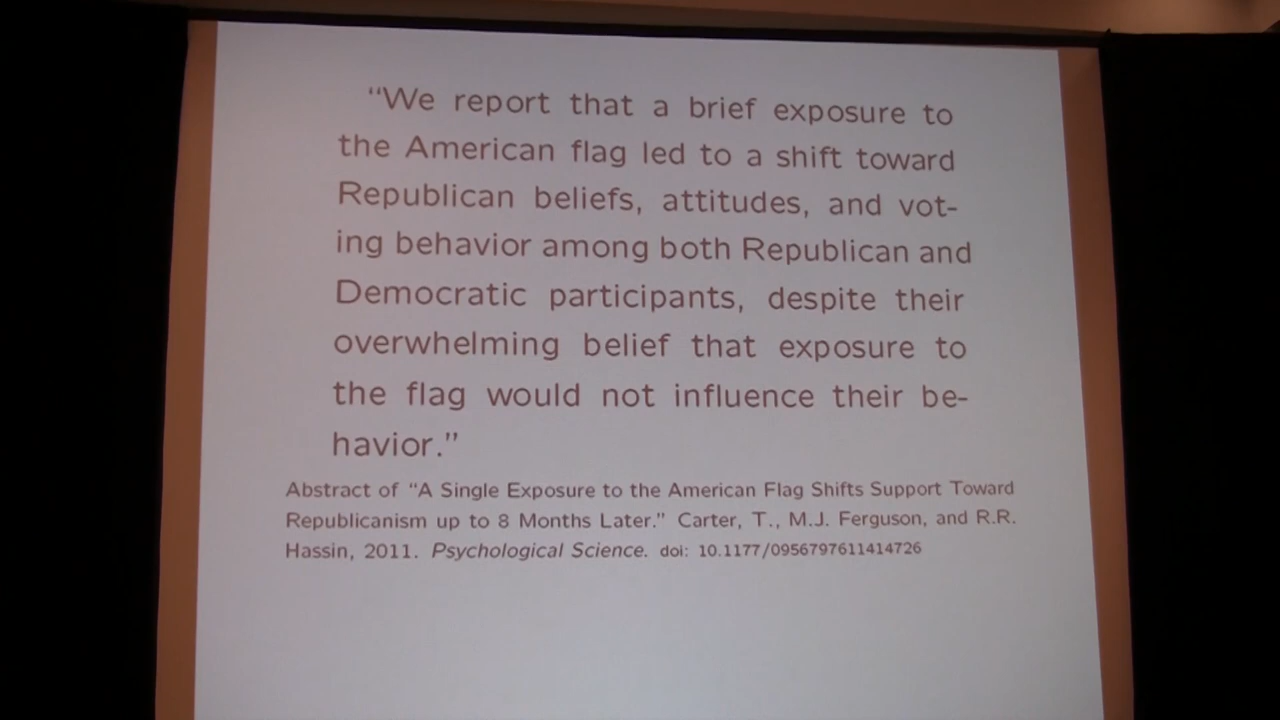 “We report that a brief exposure to
the American flag led to a shift toward
Republican beliefs, attitudes, and vot-
ing behavior among both Republican and
Democratic participants, despite their
overwhelming belief that exposure to
the flag would not influence their be-
havior.”
Abstract of “A Single Exposure to the American Flag Shifts Support Toward
Republicanism up to 8 Months Later.” Carter, T., M.J. Ferguson, and R.R.
Hassin, 2011. Psychological Science. doi: 10.1177/0956797611414726